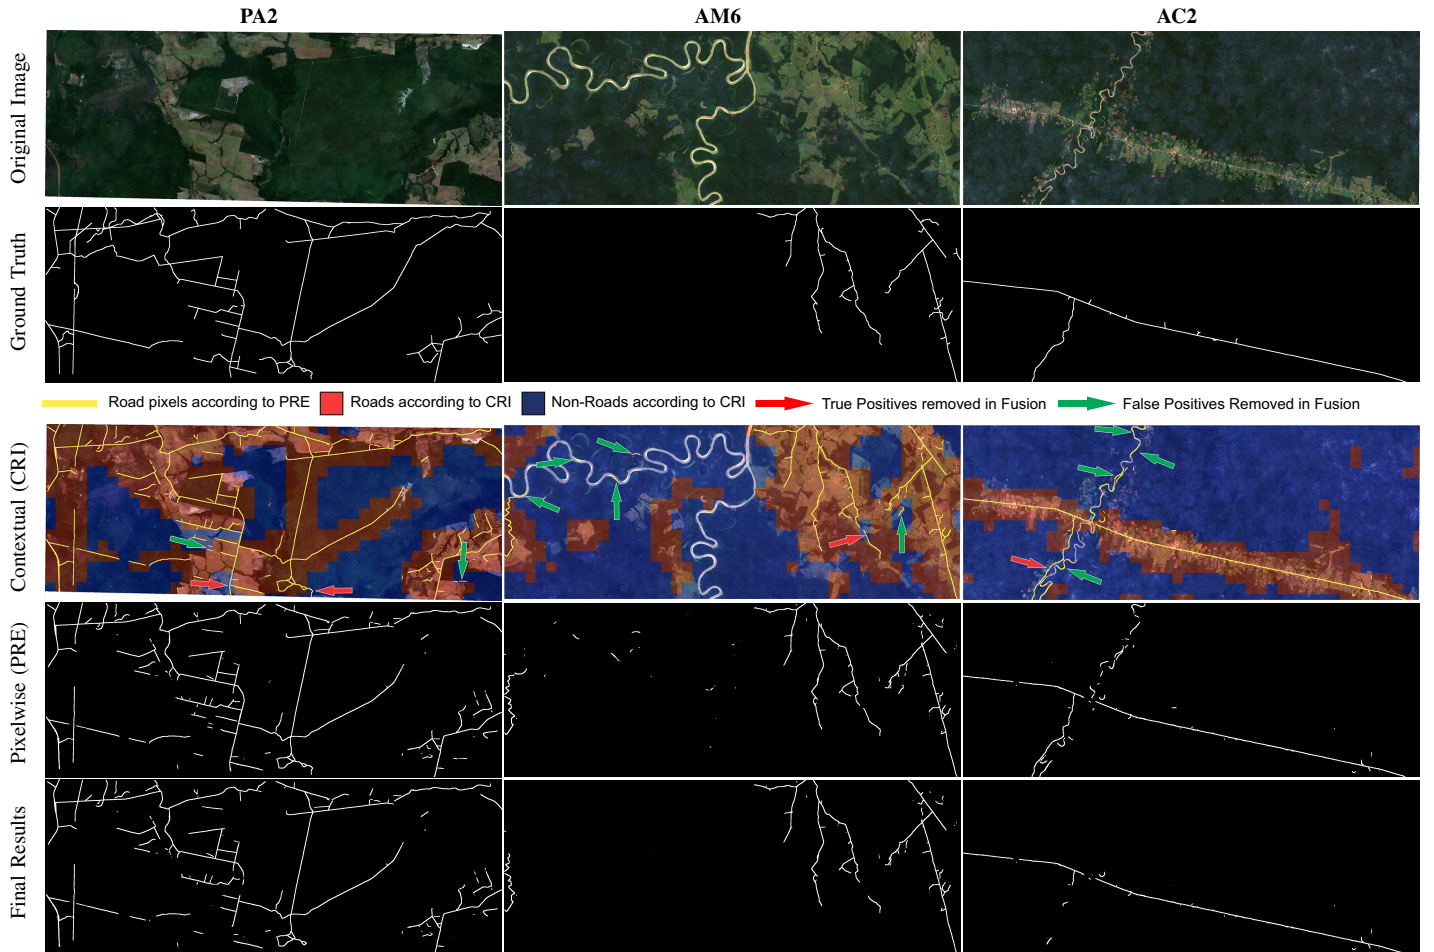 PA2 AM6 AC2
Original Image
Ground Truth
Road pixels according to PRE Roads according to CRI Non-Roads according to CRI True Positives removed in Fusion False Positives Removed in Fusion
Contextual (CRI)
Pixelwise (PRE)
Final Results